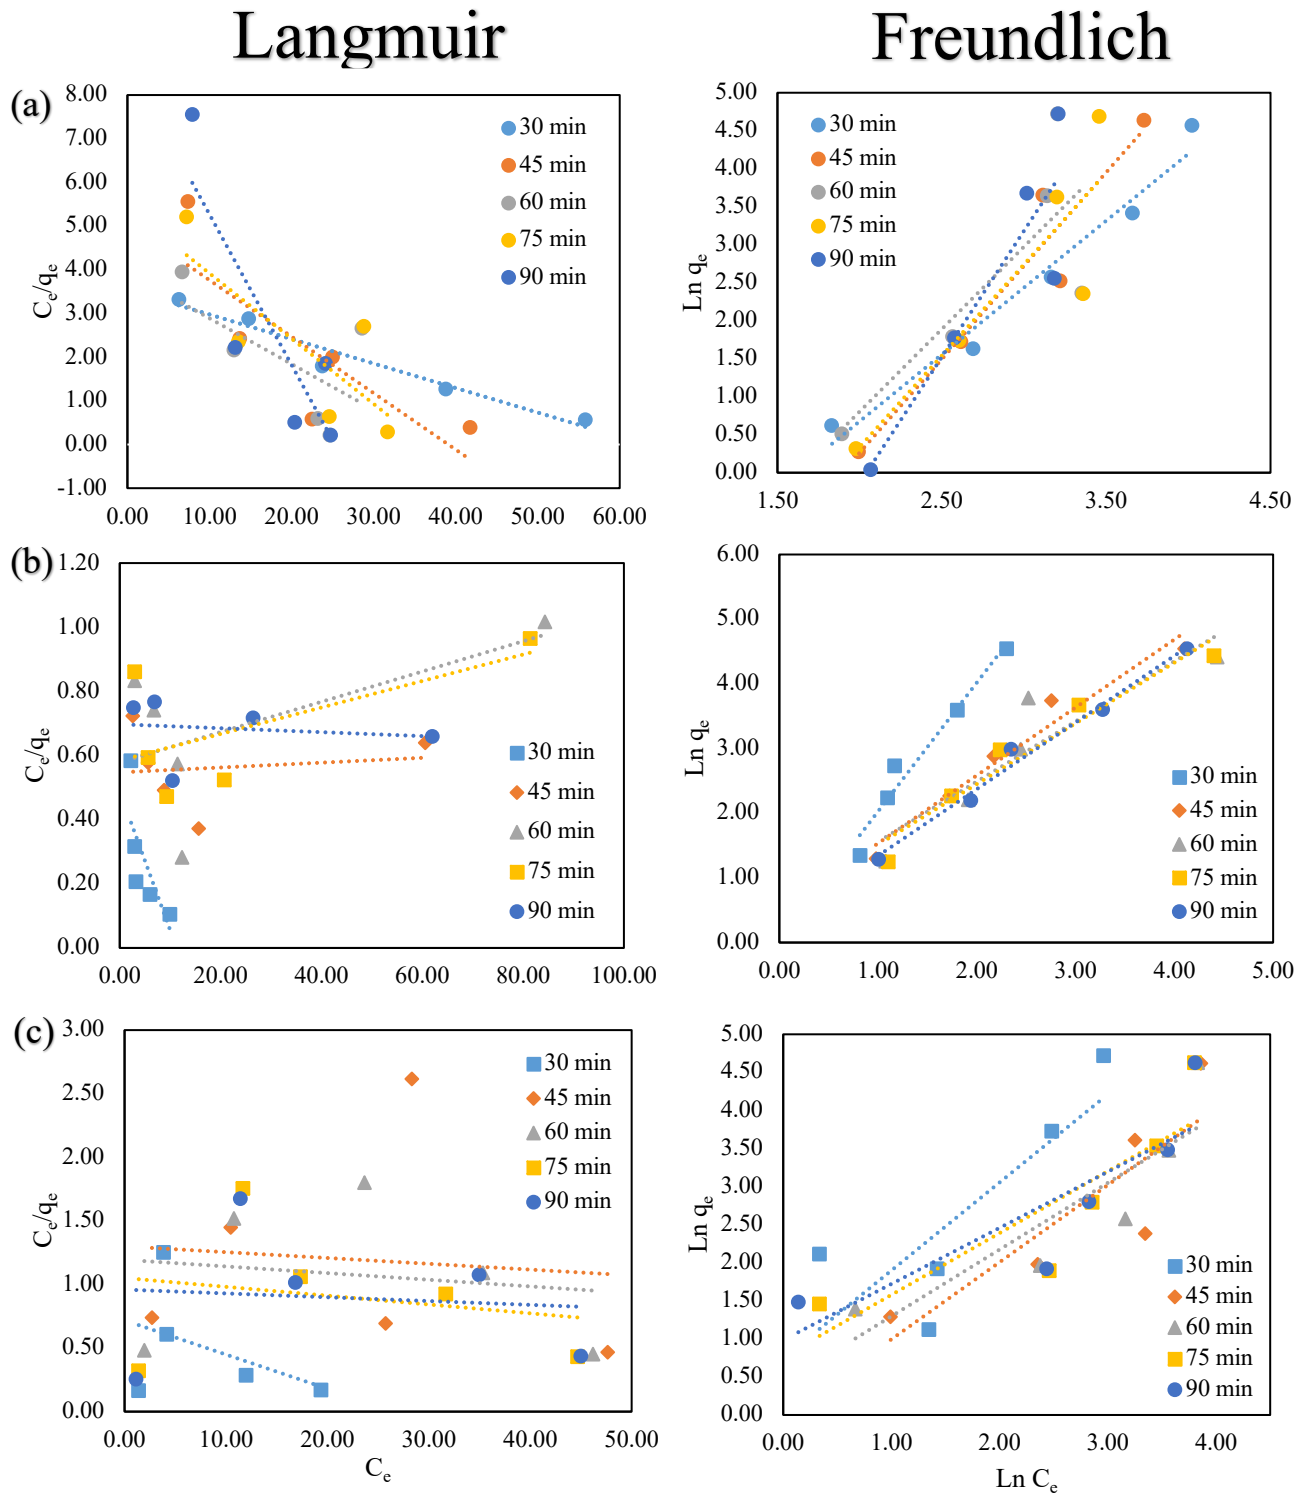 Langmuir
Freundlich
(a)
8.00
7.00
6.00
5.00
4.00
3.00
2.00
1.00
0.00
-1.00
0.00 10.00 20.00 30.00 40.00 50.00 60.00
Ce/qe
30 min
45 min
60 min
75 min
90 min
5.00
4.50
4.00
3.50
3.00
2.50
2.00
1.50
1.00
0.50
0.00
1.50 2.50 3.50 4.50
Ln qe
30 min
45 min
60 min
75 min
90 min
(b)
1.20
1.00
0.80
0.60
0.40
0.20
0.00
0.00 20.00 40.00 60.00 80.00 100.00
Ce/qe
30 min
45 min
60 min
75 min
90 min
6.00
5.00
4.00
3.00
2.00
1.00
0.00
0.00 1.00 2.00 3.00 4.00 5.00
Ln qe
30 min
45 min
60 min
75 min
90 min
(c)
3.00
2.50
2.00
1.50
1.00
0.50
0.00
0.00 10.00 20.00 30.00 40.00 50.00
Ce/qe
Ce
30 min
45 min
60 min
75 min
90 min
5.00
4.50
4.00
3.50
3.00
2.50
2.00
1.50
1.00
0.50
0.00
0.00 1.00 2.00 3.00 4.00
Ln qe
Ln Ce
30 min
45 min
60 min
75 min
90 min